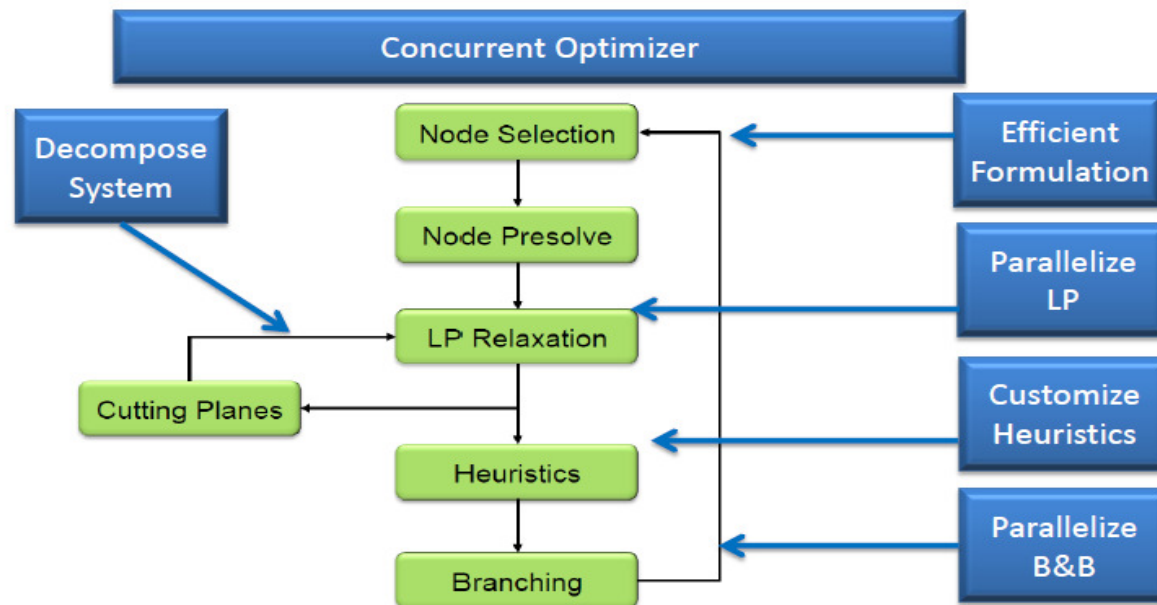 Concurrent Optimizer
Decompose
System
Node Selection
Efficient
Formulation
Node Presolve
Parallelize
LP
LP Relaxation
Cutting Planes
Customize
Heuristics
Heuristics
Parallelize
B&B
Branching